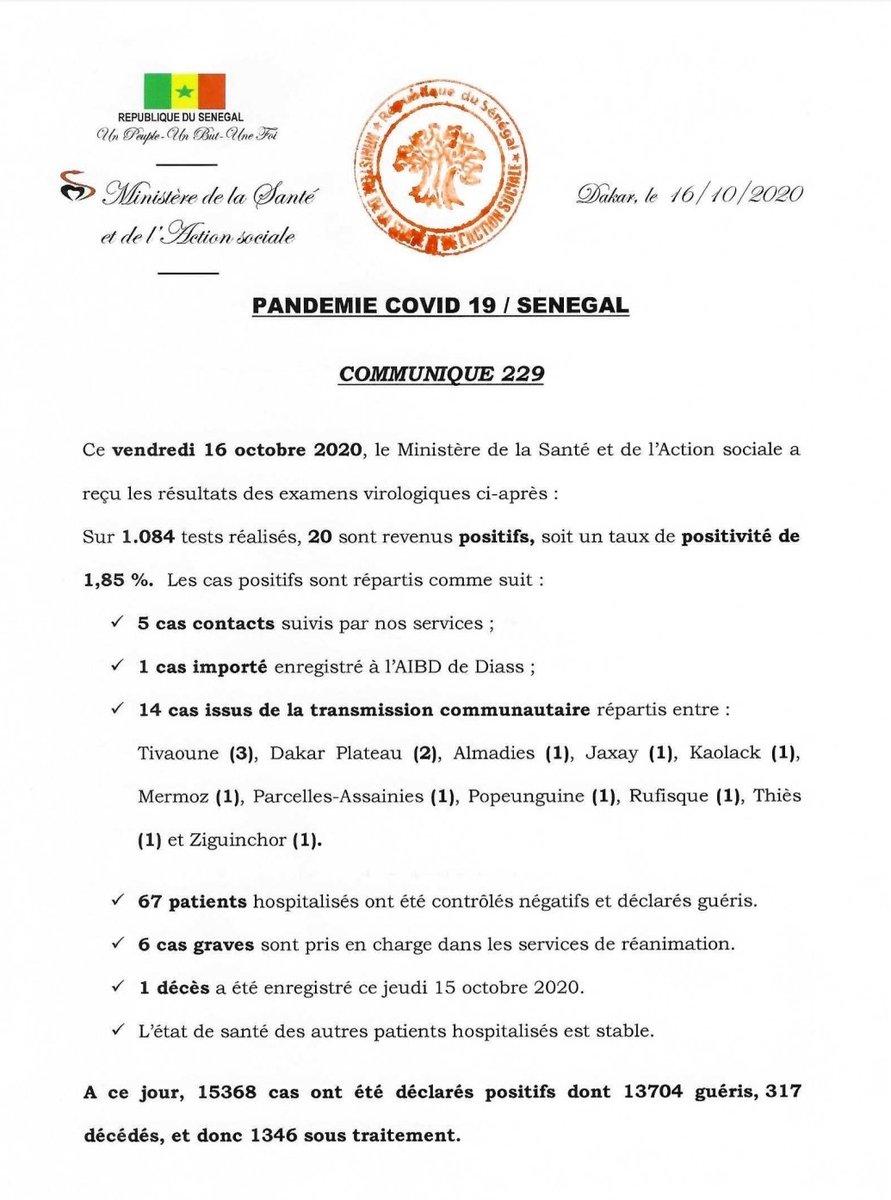 REPUBLIQUE DU SENEGAL
Un Peuple - Un But - Une Foi
Ministère de la Santé
et de l'Action sociale
République du Sénégal
MINISTERE DE LA SANTE
DE L'ACTION SOCIALE
Dakar, le 16/10/2020
PANDEMIE COVID 19 / SENEGAL
COMMUNIQUE 229
Ce vendredi 16 octobre 2020, le Ministère de la Santé et de l'Action sociale a
reçu les résultats des examens virologiques ci-après :
Sur 1.084 tests réalisés, 20 sont revenus positifs, soit un taux de positivité de
1,85 %. Les cas positifs sont répartis comme suit :
✓ 5 cas contacts suivis par nos services ;
✓ 1 cas importé enregistré à l'AIBD de Diass ;
✓ 14 cas issus de la transmission communautaire répartis entre :
Tivaoune (3), Dakar Plateau (2), Almadies (1), Jaxay (1), Kaolack (1),
Mermoz (1), Parcelles-Assainies (1), Popeunguine (1), Rufisque (1), Thiès
(1) et Ziguinchor (1).
✓ 67 patients hospitalisés ont été contrôlés négatifs et déclarés guéris.
✓ 6 cas graves sont pris en charge dans les services de réanimation.
✓ 1 décès a été enregistré ce jeudi 15 octobre 2020.
✓ L'état de santé des autres patients hospitalisés est stable.
A ce jour, 15368 cas ont été déclarés positifs dont 13704 guéris, 317
décédés, et donc 1346 sous traitement.